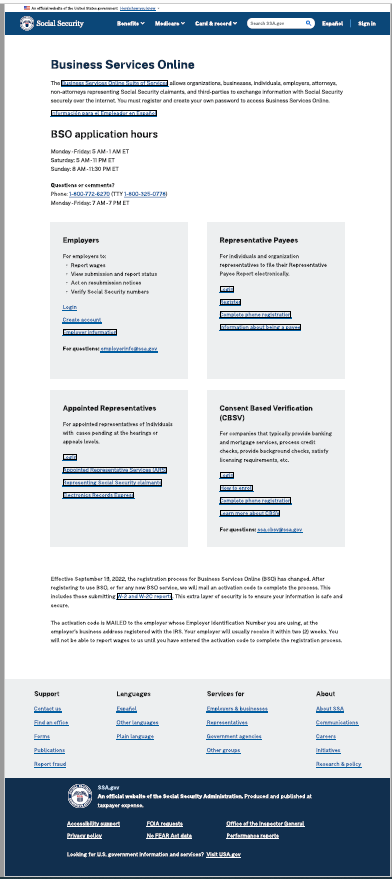 An official website of the United States government. Here's how you know
Social Security
Benefits
Medicare
Card & record
Search SSA.gov
Español
Sign in
Business Services Online
The Business Services Online Suite of Services allows organizations, businesses, individuals, employers, attorneys,
non-attorneys representing Social Security claimants, and third-parties to exchange information with Social Security
securely over the internet. You must register and create your own password to access Business Services Online.
Información para el Empleador en Español
BSO application hours
Monday-Friday: 5 AM-1 AM ET
Saturday: 5 AM-11 PM ET
Sunday: 8 AM-11:30 PM ET
Questions or comments?
Phone: 1-800-772-6270 (TTY 1-800-325-0778)
Monday-Friday: 7 AM-7 PM ET
Employers
For employers to:
• Report wages
• View submission and report status
• Act on resubmission notices
• Verify Social Security numbers
Login
Create account
Employer information
For questions: employerinfo@ssa.gov
Representative Payees
For individuals and organization
representatives to file their Representative
Payee Report electronically.
Login
Register
Complete phone registration
Information about being a payee
Appointed Representatives
For appointed representatives of individuals
with cases pending at the hearings or
appeals levels.
Login
Appointed Representative Services (ARS)
Representing Social Security claimants
Electronics Records Express
Consent Based Verification
(CBSV)
For companies that typically provide banking
and mortgage services, process credit
checks, provide background checks, satisfy
licensing requirements, etc.
Login
How to enroll
Complete phone registration
Learn more about CBSV
For questions: ssa.cbsv@ssa.gov
Effective September 18, 2022, the registration process for Business Services Online (BSO) has changed. After
registering to use BSO, or for any new BSO service, we will mail an activation code to complete the process. This
includes those submitting W-2 and W-2C reports. This extra layer of security is to ensure your information is safe and
secure.
The activation code is MAILED to the employer whose Employer Identification Number you are using, at the
employer's business address registered with the IRS. Your employer will usually receive it within two (2) weeks. You
will not be able to report wages to us until you have entered the activation code to complete the registration process.
Support
Contact us
Find an office
Forms
Publications
Report fraud
Languages
Español
Other languages
Plain language
Services for
Employers & businesses
Representatives
Government agencies
Other groups
About
About SSA
Communications
Careers
Initiatives
Research & policy
SSA.gov
An official website of the Social Security Administration. Produced and published at
taxpayer expense.
Accessibility support
FOIA requests
Office of the Inspector General
Privacy policy
No FEAR Act data
Performance reports
Looking for U.S. government information and services? Visit USA.gov